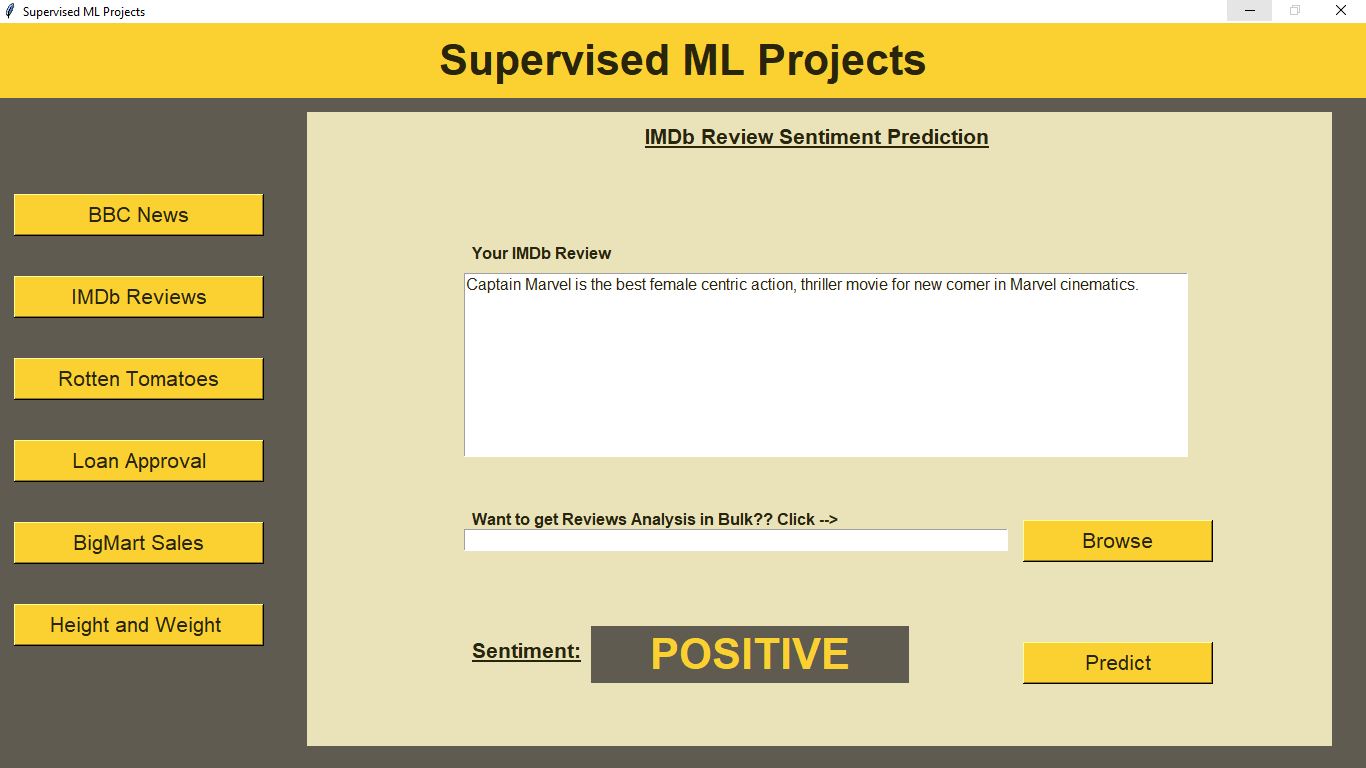 Supervised ML Projects
Supervised ML Projects
IMDb Review Sentiment Prediction
BBC News
IMDb Reviews
Rotten Tomatoes
Loan Approval
BigMart Sales
Height and Weight
Your IMDb Review
Captain Marvel is the best female centric action, thriller movie for new comer in Marvel cinematics.
Want to get Reviews Analysis in Bulk?? Click -->
Browse
Sentiment: POSITIVE
Predict